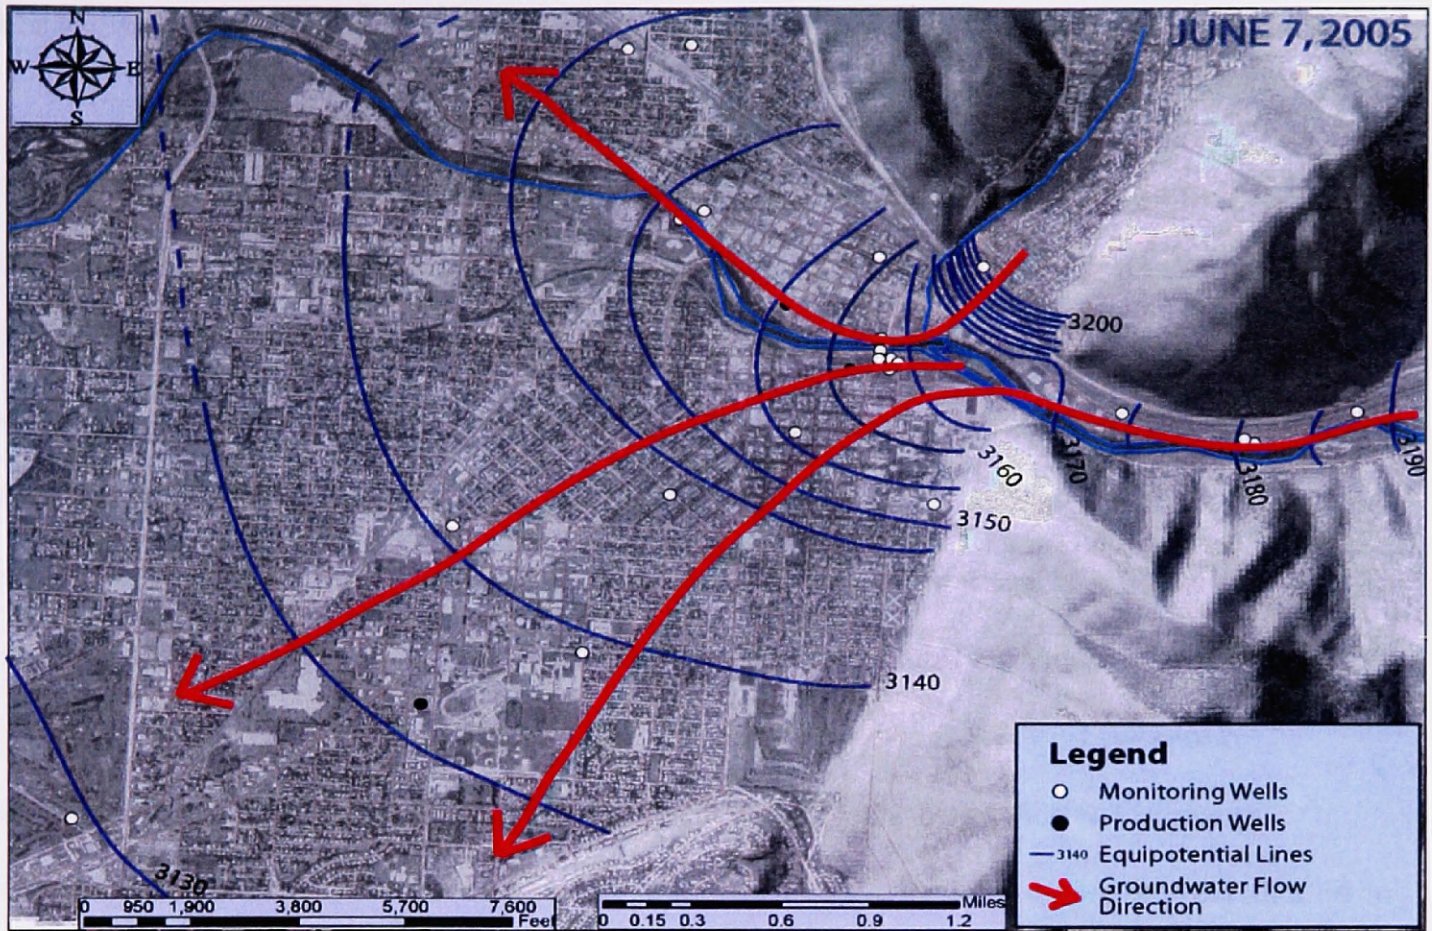 JUNE 7, 2005
N
W E
S
3200
3170
3180
3190
3160
3150
3140
3130
Legend
Monitoring Wells
Production Wells
3140 Equipotential Lines
Groundwater Flow
Direction
0 950 1,900 3,800 5,700 7,600
Feet
Miles
0 0.15 0.3 0.6 0.9 1.2